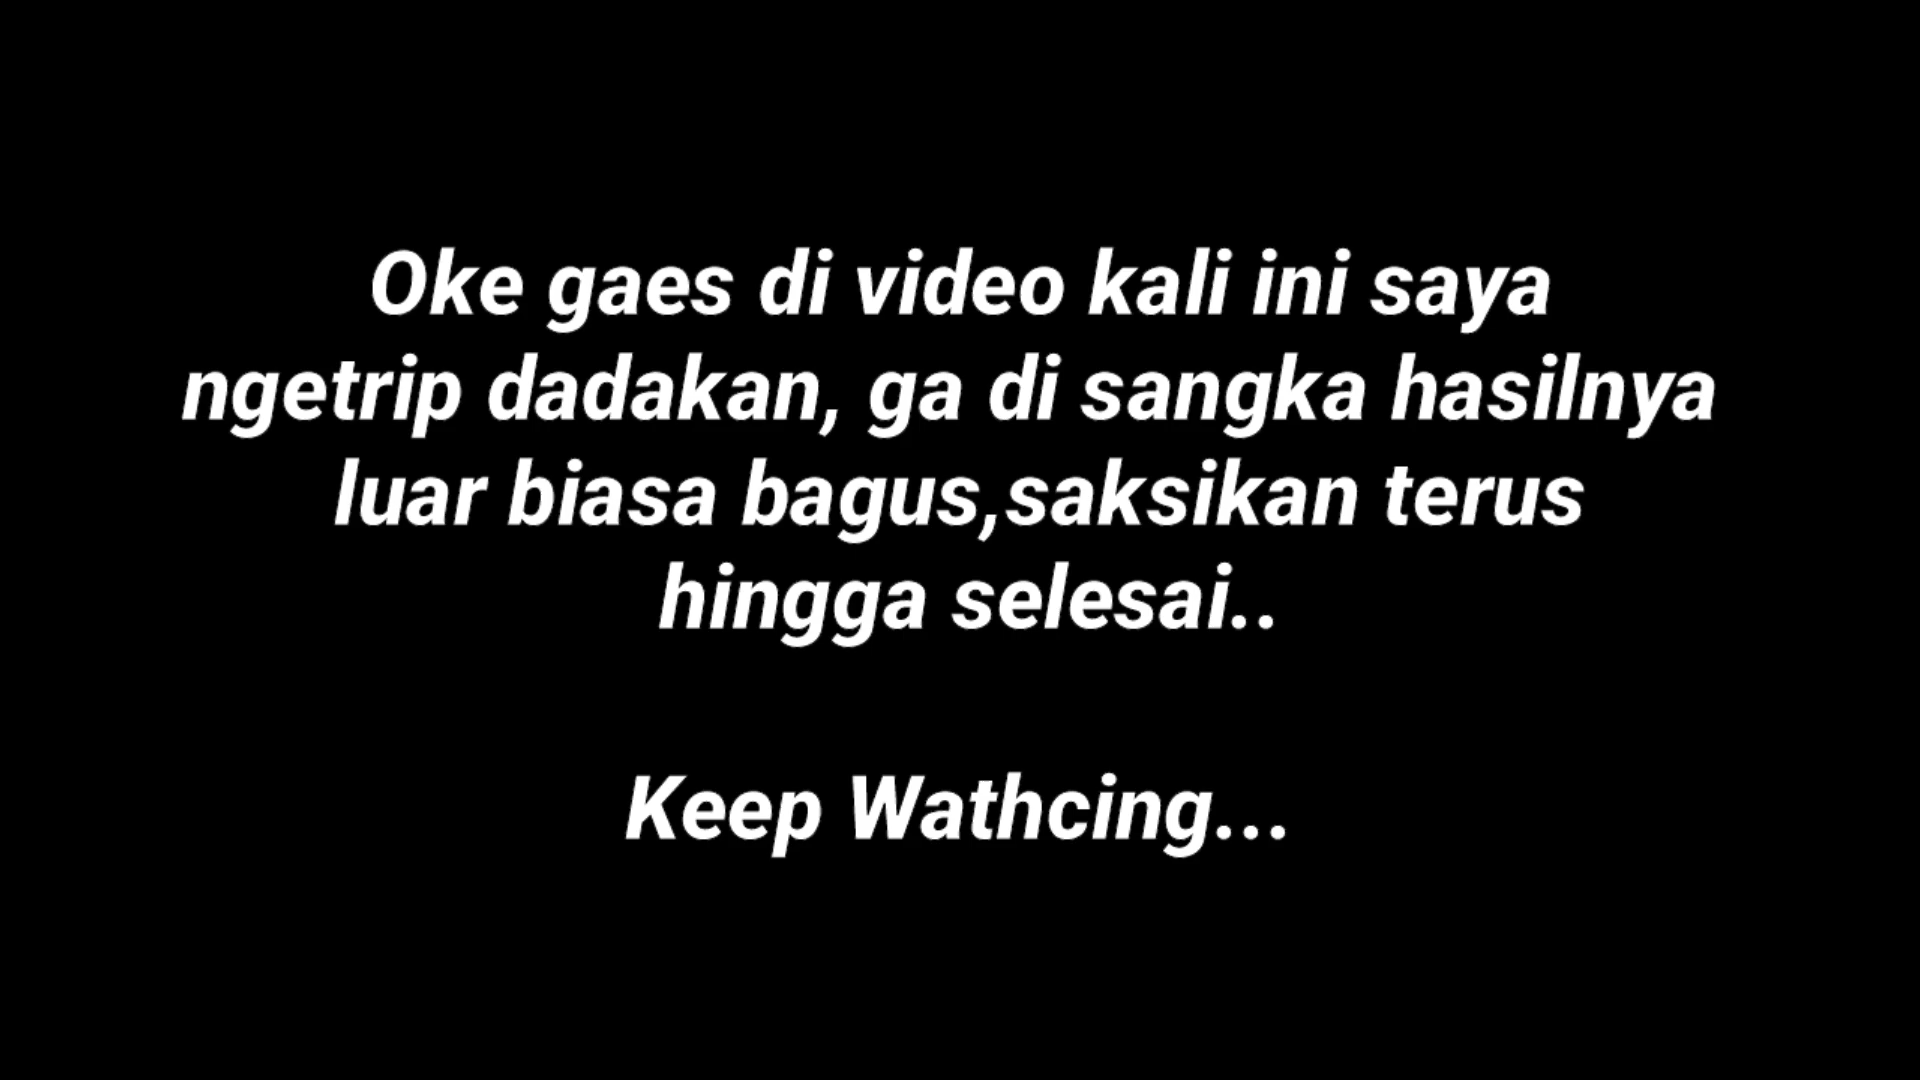 Oke gaes di video kali ini saya
ngetrip dadakan, ga di sangka hasilnya
luar biasa bagus,saksikan terus
hingga selesai..
Keep Wathcing...